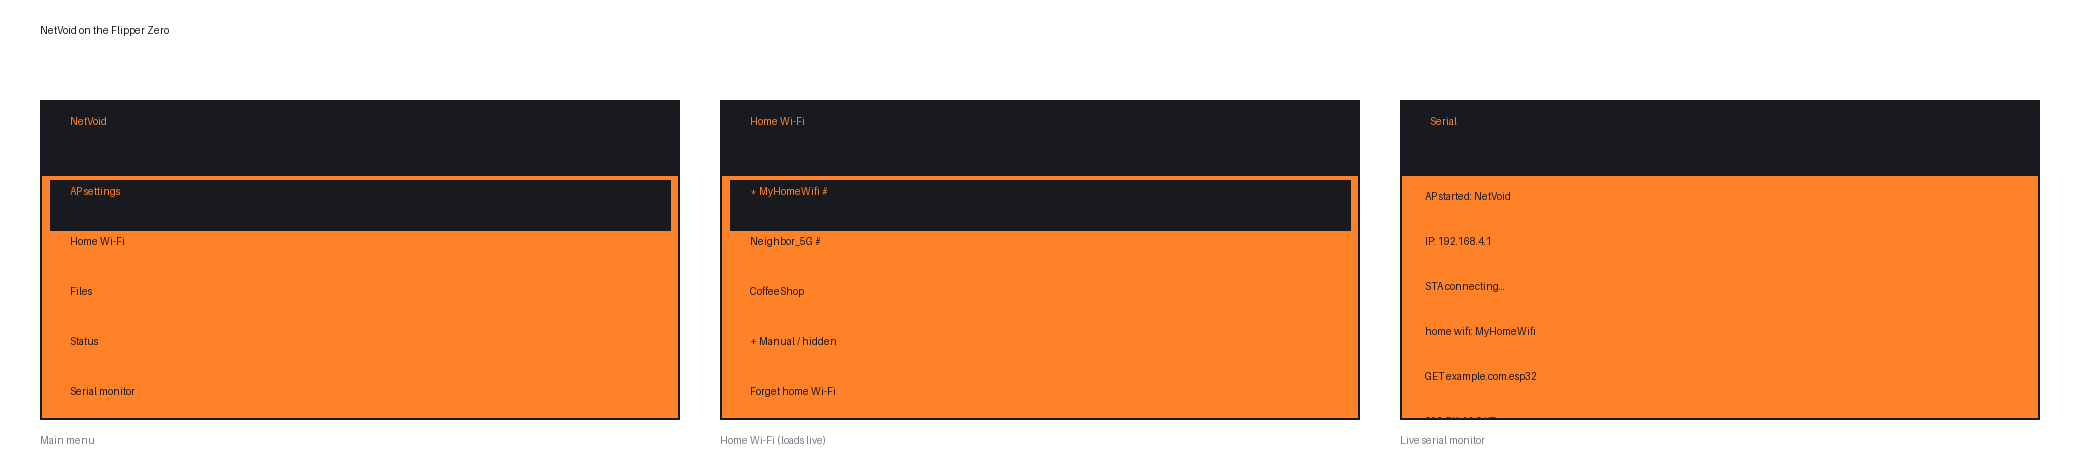 NetVoid on the Flipper Zero
NetVoid
AP settings
Home Wi-Fi
Files
Status
Serial monitor
Main menu
Home Wi-Fi
* MyHomeWifi #
Neighbor_5G #
CoffeeShop
+ Manual / hidden
Forget home Wi-Fi
Home Wi-Fi (loads live)
Serial
AP started: NetVoid
IP: 192.168.4.1
STA connecting...
home wifi: MyHomeWifi
GET example.com.esp32
Live serial monitor